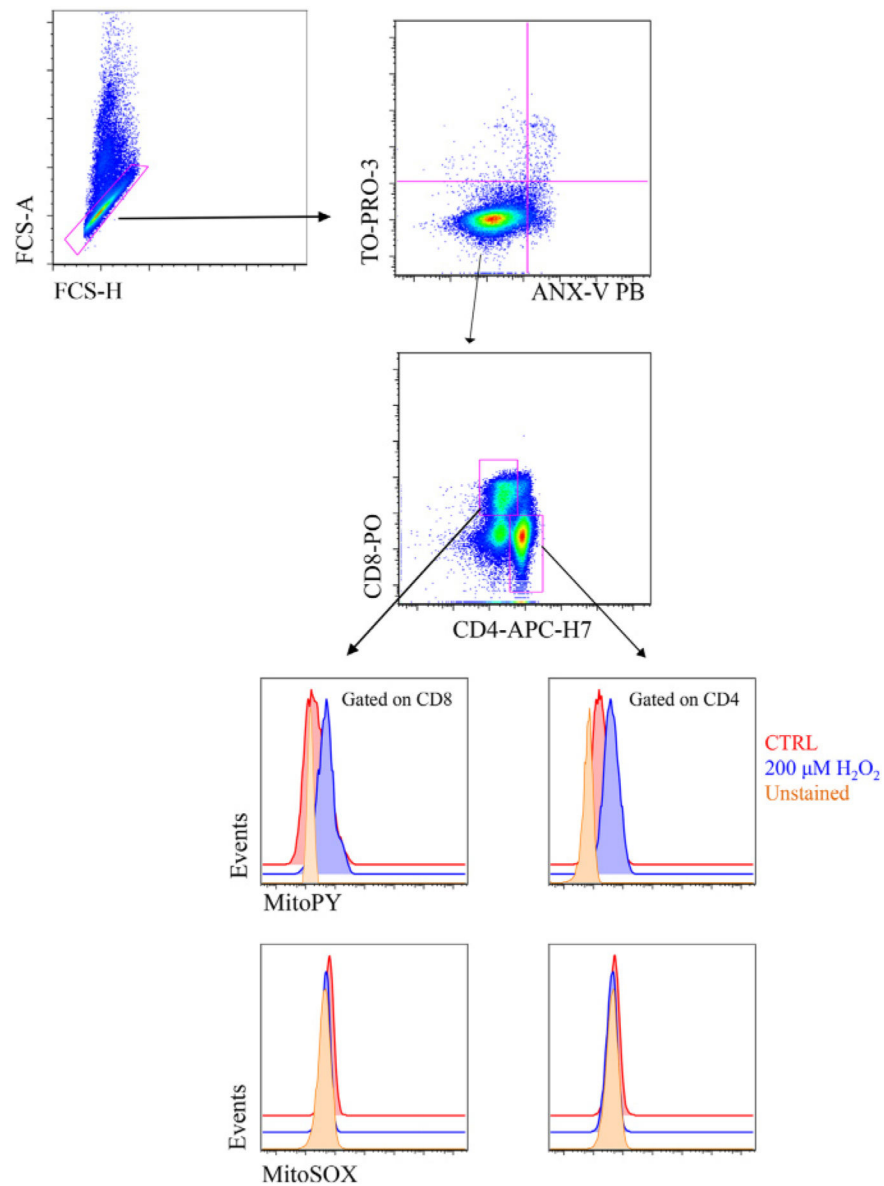 FCS-A
FCS-H
TO-PRO-3
ANX-V PB
CD8-PO
CD4-APC-H7
Gated on CD8
Gated on CD4
CTRL
200 µM H₂O₂
Unstained
Events
MitoPY
Events
MitoSOX